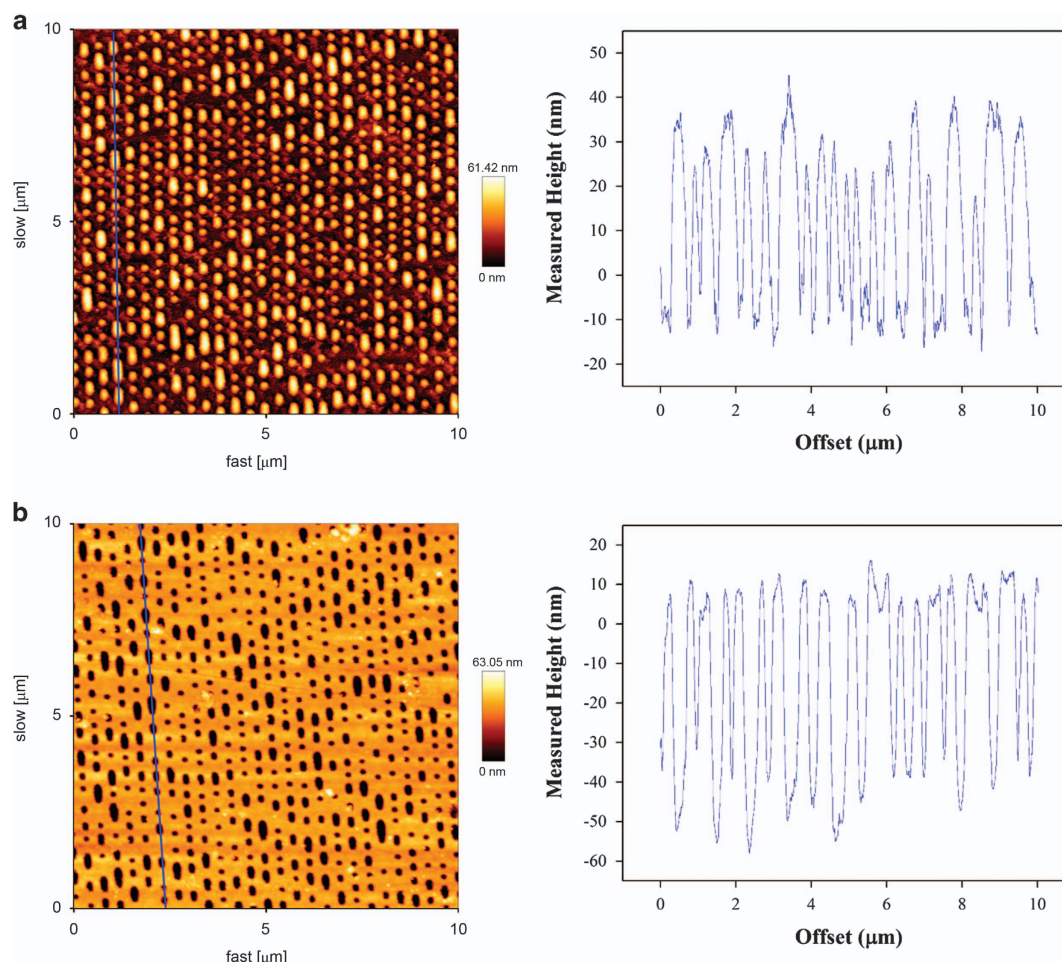 a
10
5
0
slow [μm]
0
5
10
fast [μm]
61.42 nm
0 nm
50
40
30
20
10
0
-10
-20
Measured Height (nm)
0
2
4
6
8
10
Offset (μm)
b
10
5
0
slow [μm]
0
5
10
fast [μm]
63.05 nm
0 nm
20
10
0
-10
-20
-30
-40
-50
-60
Measured Height (nm)
0
2
4
6
8
10
Offset (μm)